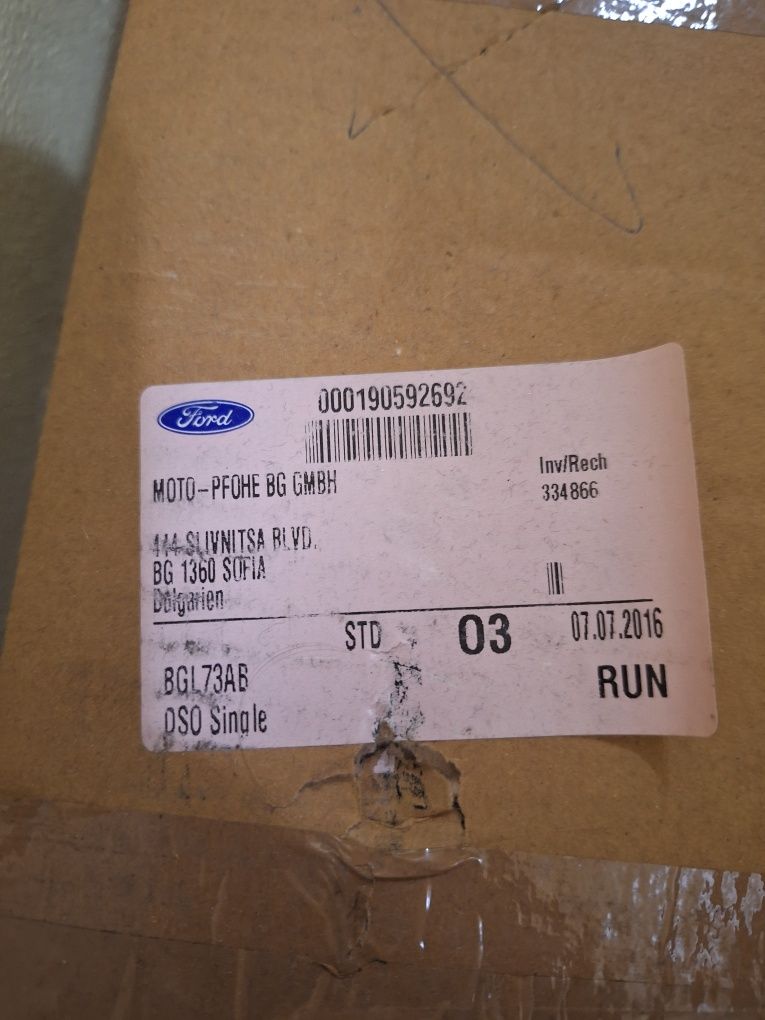 Ford
000190592692
MOTO-PFOHE BG GMBH
Inv/Rech
334866
444 SLIVNITSA BLVD.
BG 1360 SOFIA
Bulgarien
STD
03
07.07.2016
BGL73AB
RUN
DSO Single